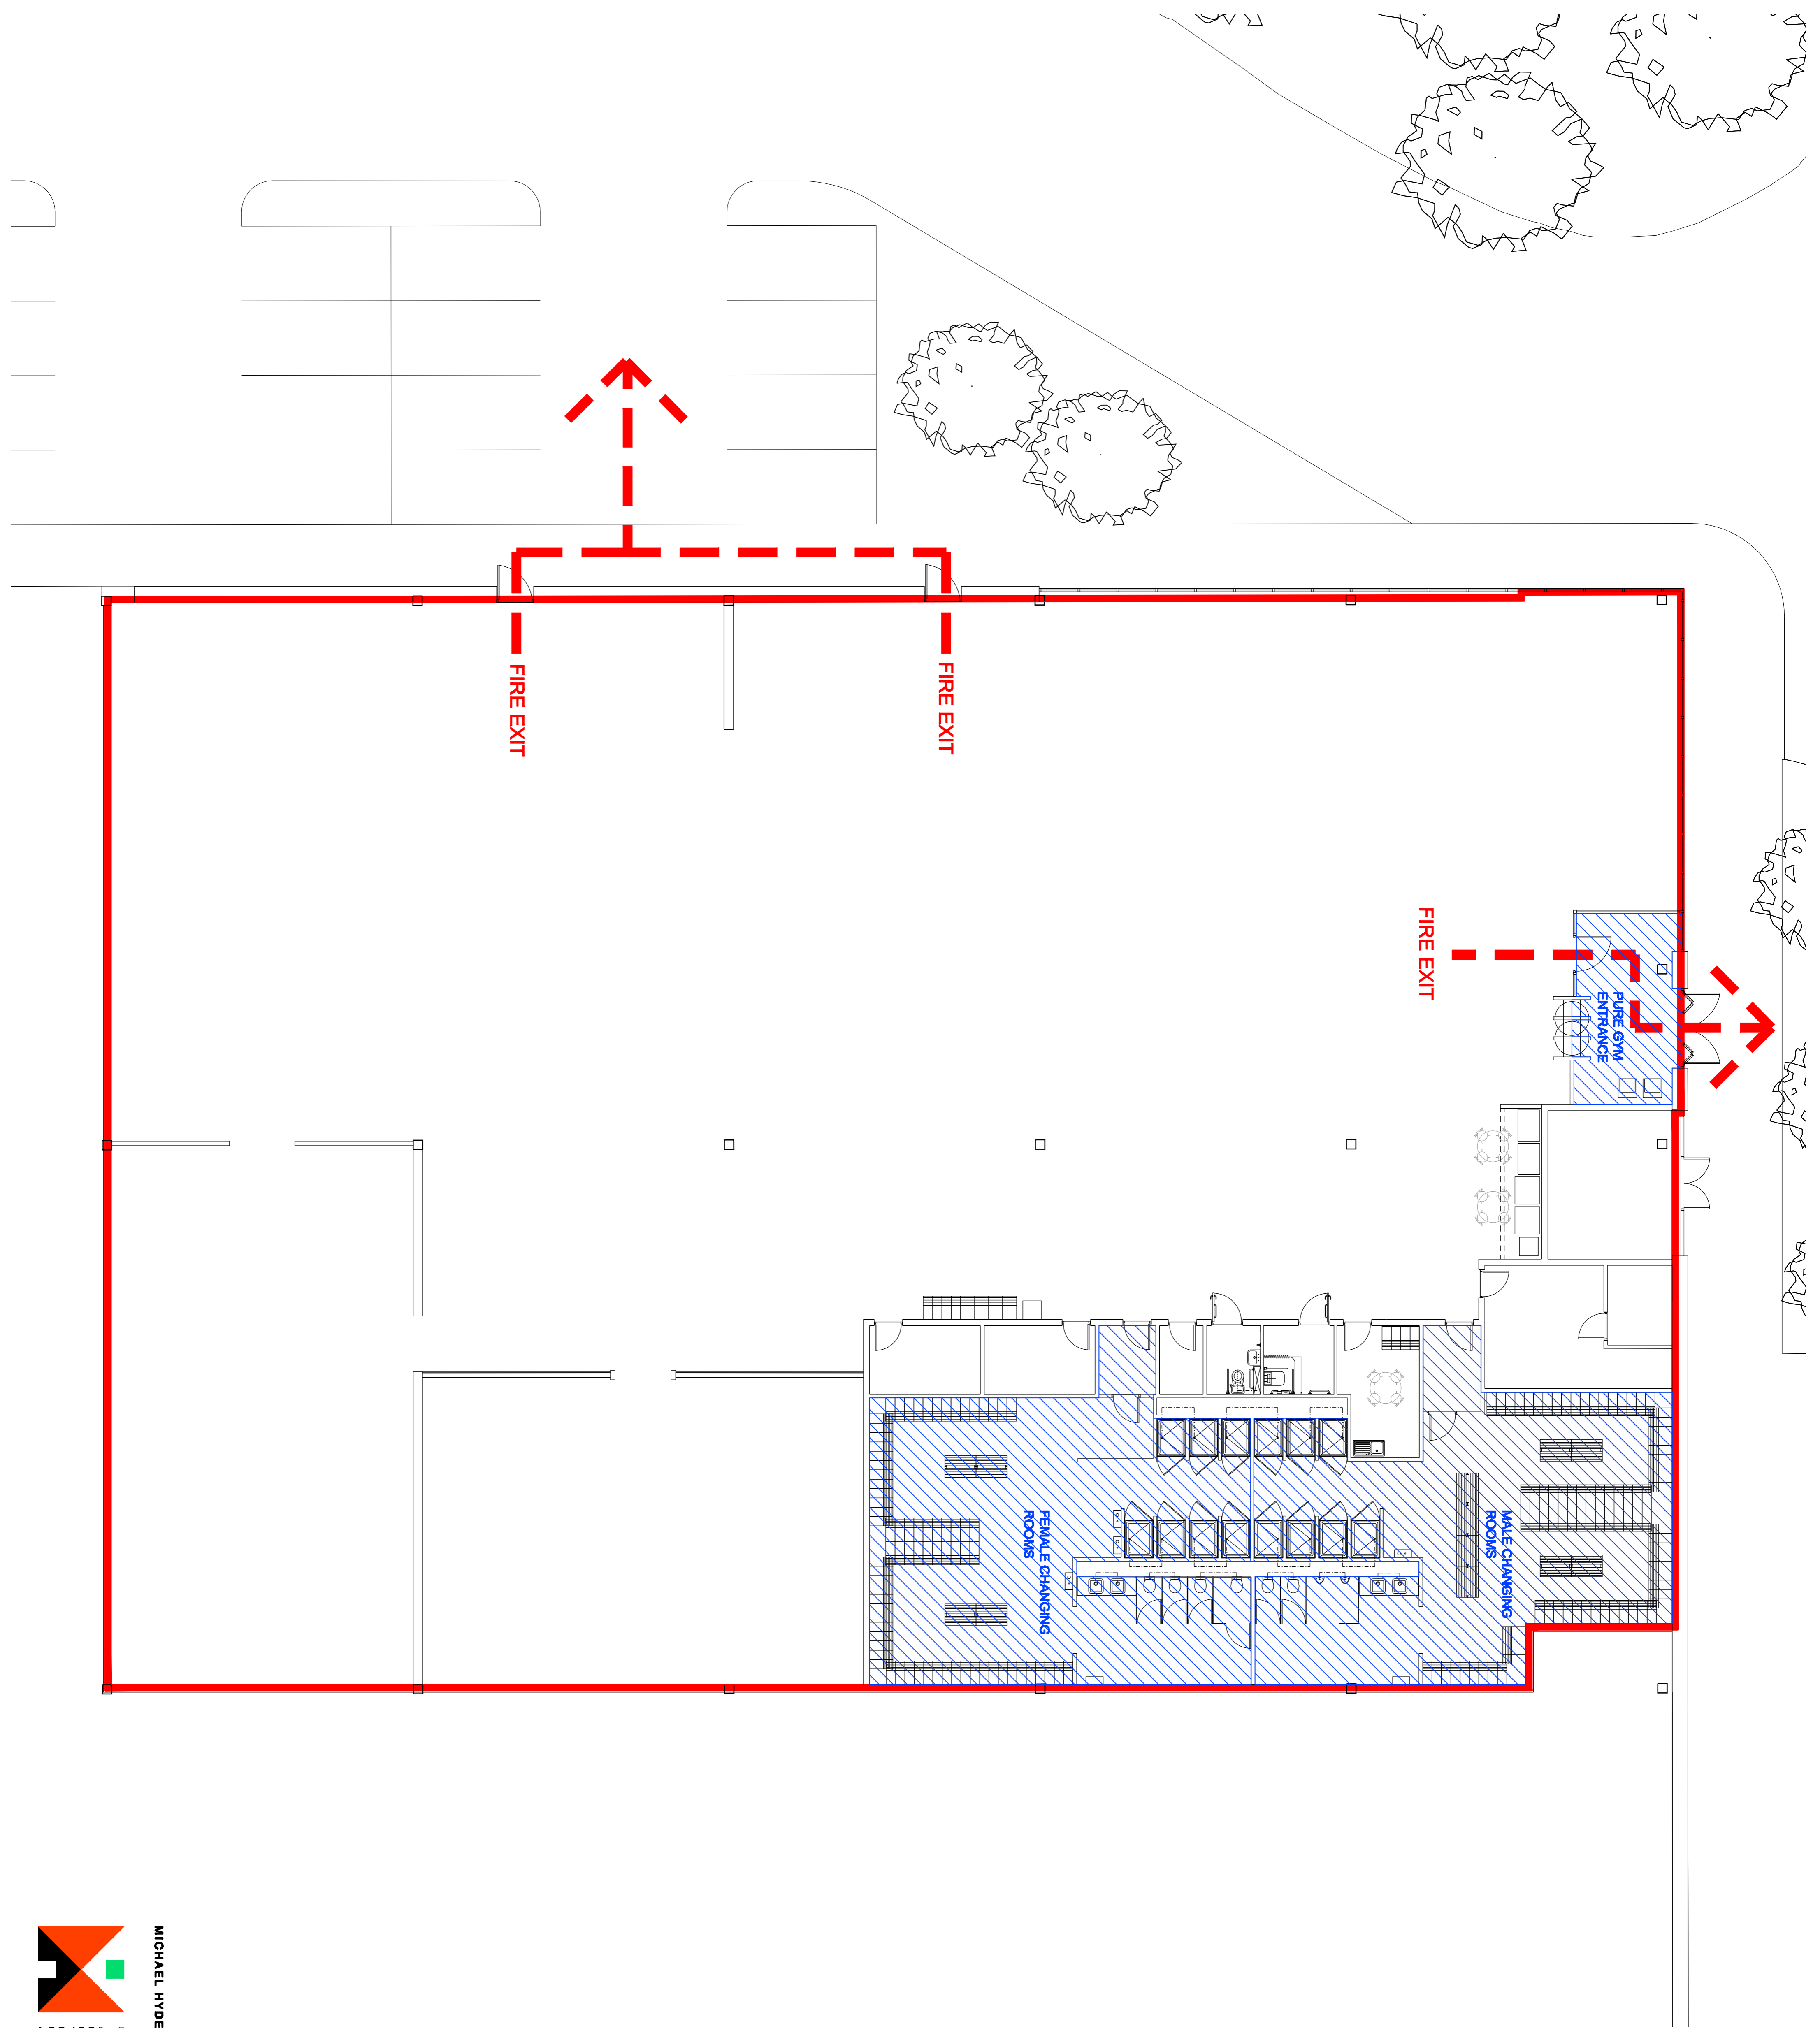 FIRE EXIT
FIRE EXIT
FIRE EXIT
PURE GYM
ENTRANCE
FEMALE CHANGING
ROOMS
MALE CHANGING
ROOMS
MICHAEL HYDE